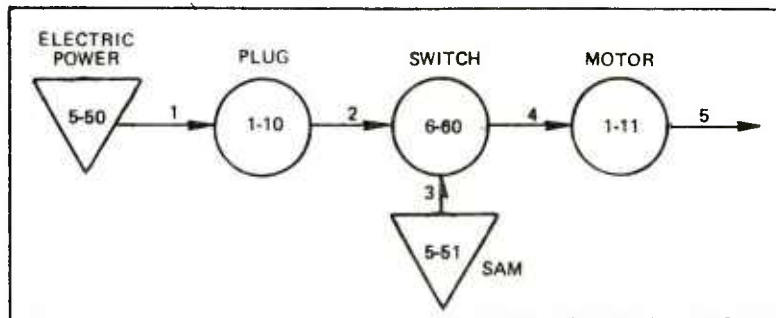 ELECTRIC
POWER
PLUG
SWITCH
MOTOR
5-50
1
1-10
2
6-60
4
1-11
5
3
5-51
SAM